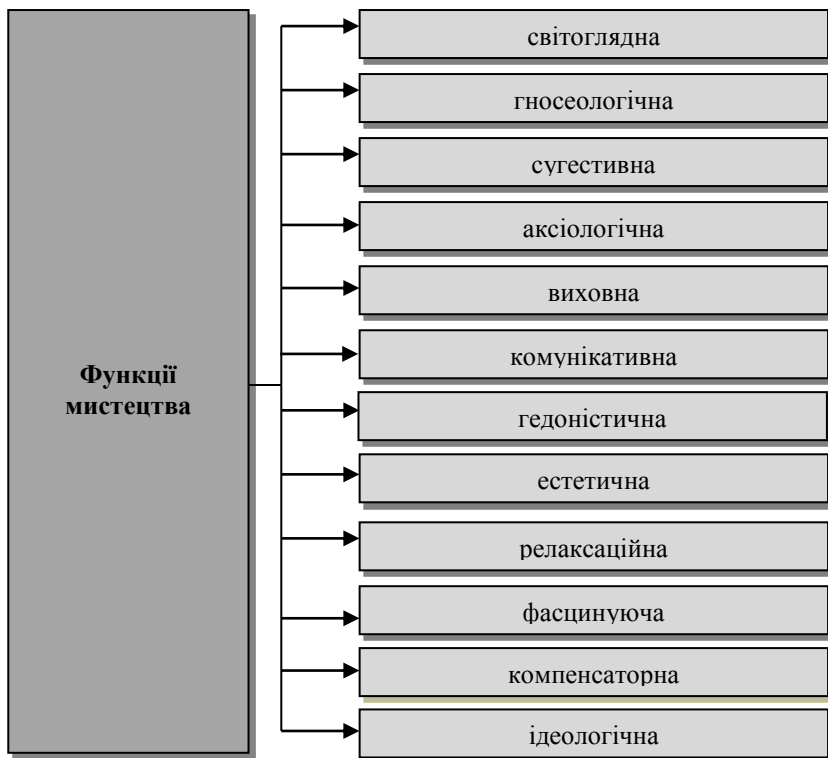 Функції
мистецтва
світоглядна
гносеологічна
сугестивна
аксіологічна
виховна
комунікативна
гедоністична
естетична
релаксаційна
фасцинуюча
компенсаторна
ідеологічна